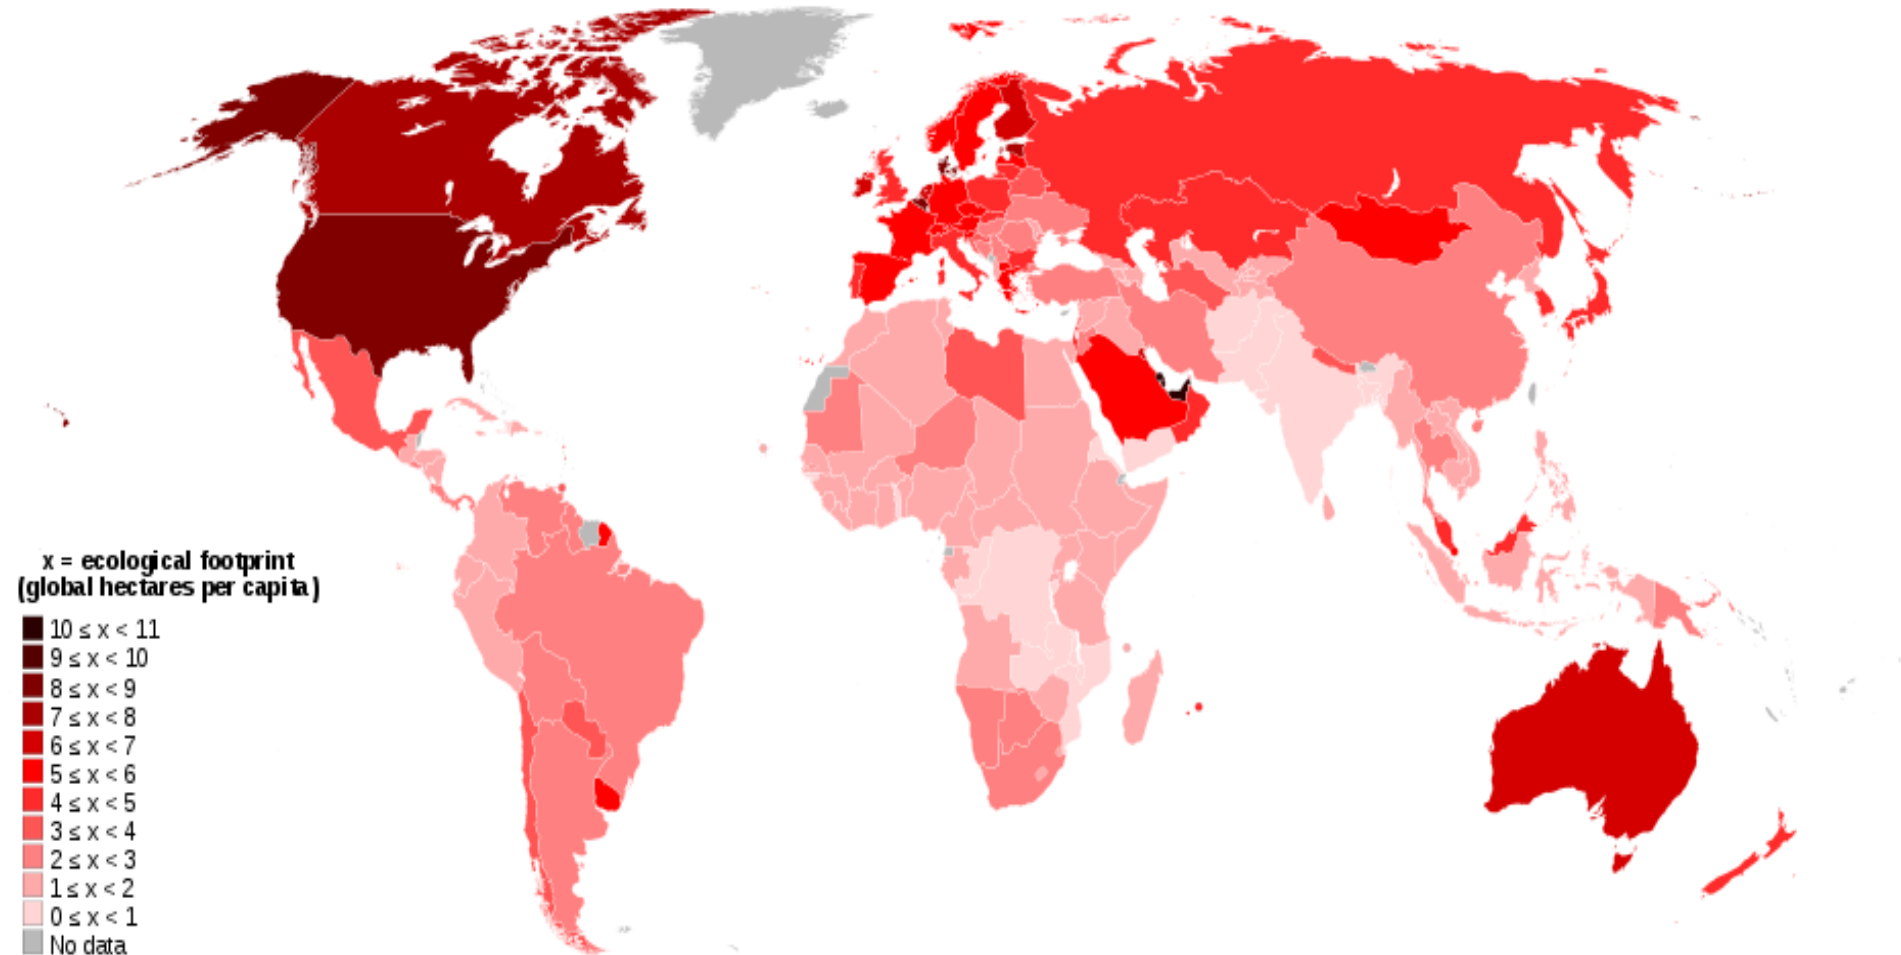 x = ecological footprint
(global hectares per capita)
10 ≤ x < 11
9 ≤ x < 10
8 ≤ x < 9
7 ≤ x < 8
6 ≤ x < 7
5 ≤ x < 6
4 ≤ x < 5
3 ≤ x < 4
2 ≤ x < 3
1 ≤ x < 2
0 ≤ x < 1
No data